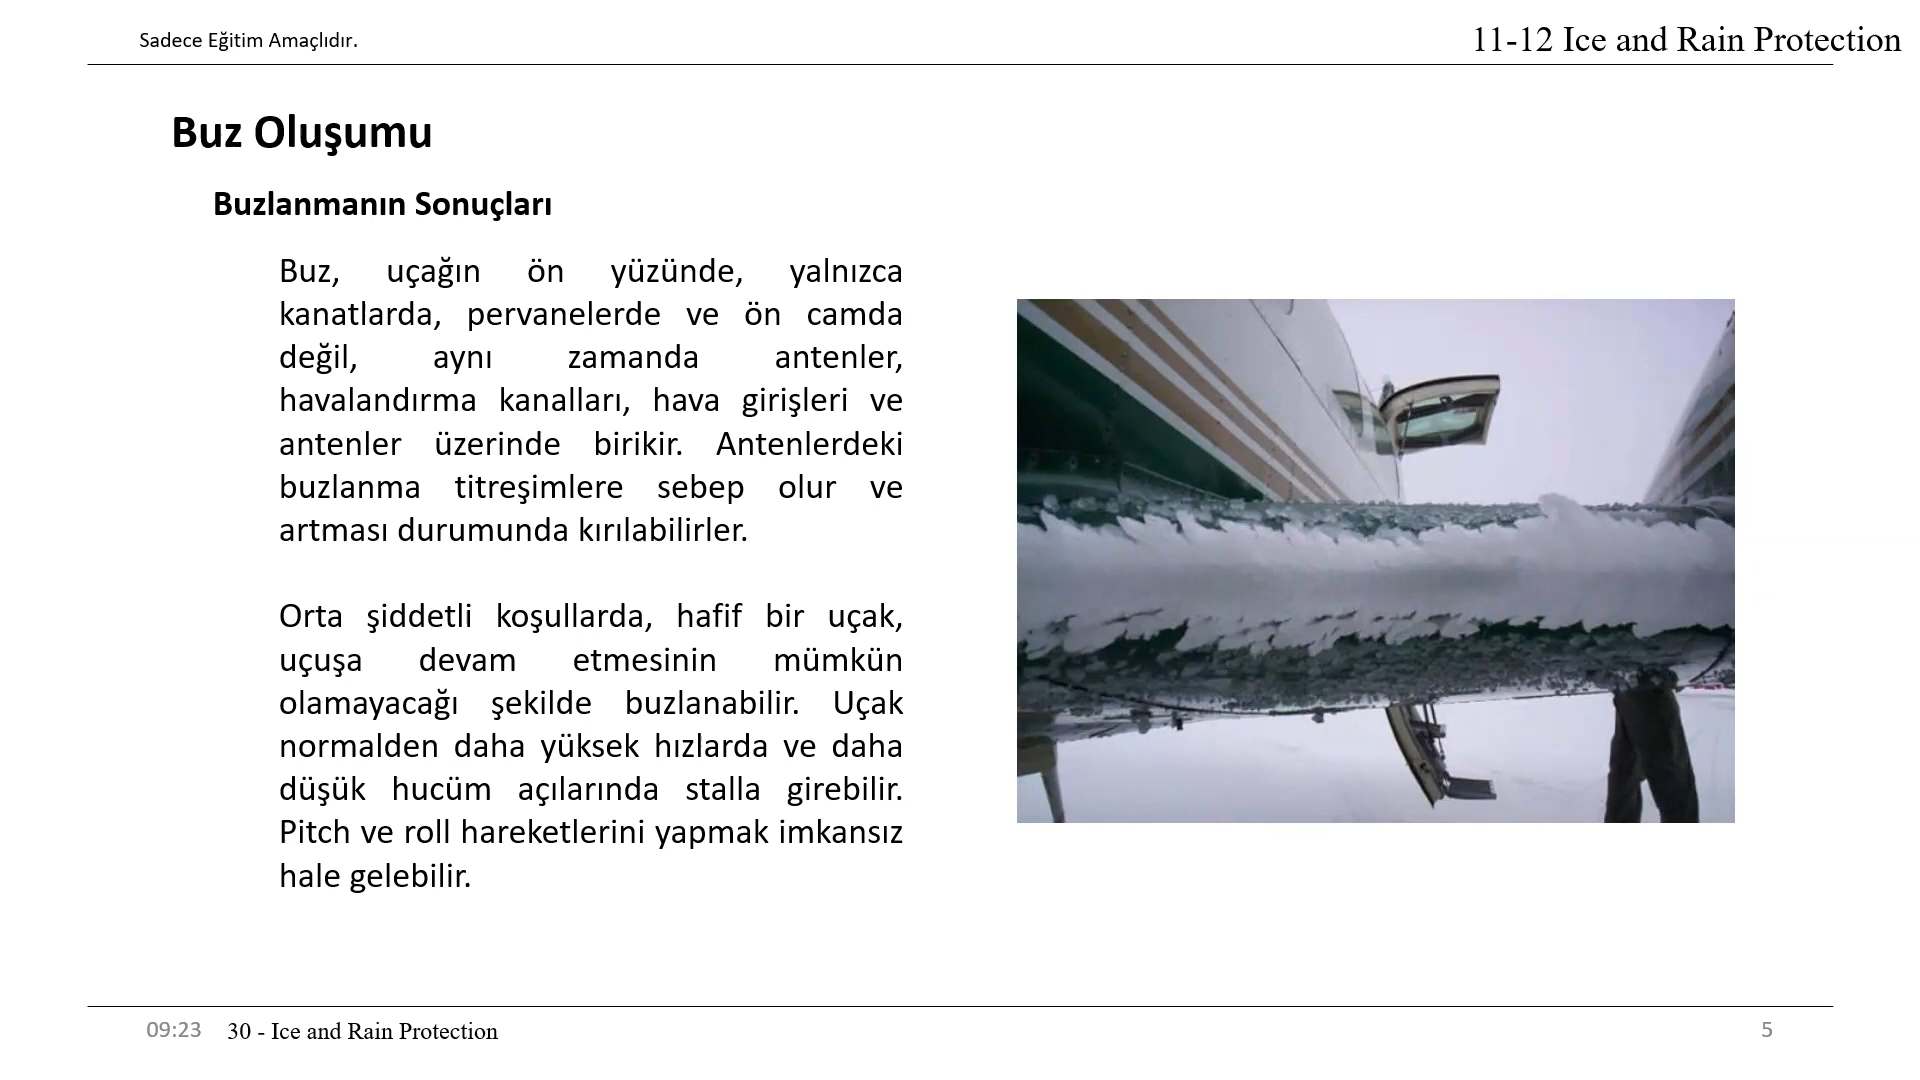 Sadece Eğitim Amaçlıdır.
11-12 Ice and Rain Protection
Buz Oluşumu
Buzlanmanın Sonuçları
Buz, uçağın ön yüzünde, yalnızca
kanatlarda, pervanelerde ve ön camda
değil, aynı zamanda antenler,
havalandırma kanalları, hava girişleri ve
antenler üzerinde birikir. Antenlerdeki
buzlanma titreşimlere sebep olur ve
artması durumunda kırılabilirler.
Orta şiddetli koşullarda, hafif bir uçak,
uçuşa devam etmesinin mümkün
olamayacağı şekilde buzlanabilir. Uçak
normalden daha yüksek hızlarda ve daha
düşük hucüm açılarında stalla girebilir.
Pitch ve roll hareketlerini yapmak imkansız
hale gelebilir.
09:23 30 - Ice and Rain Protection
5